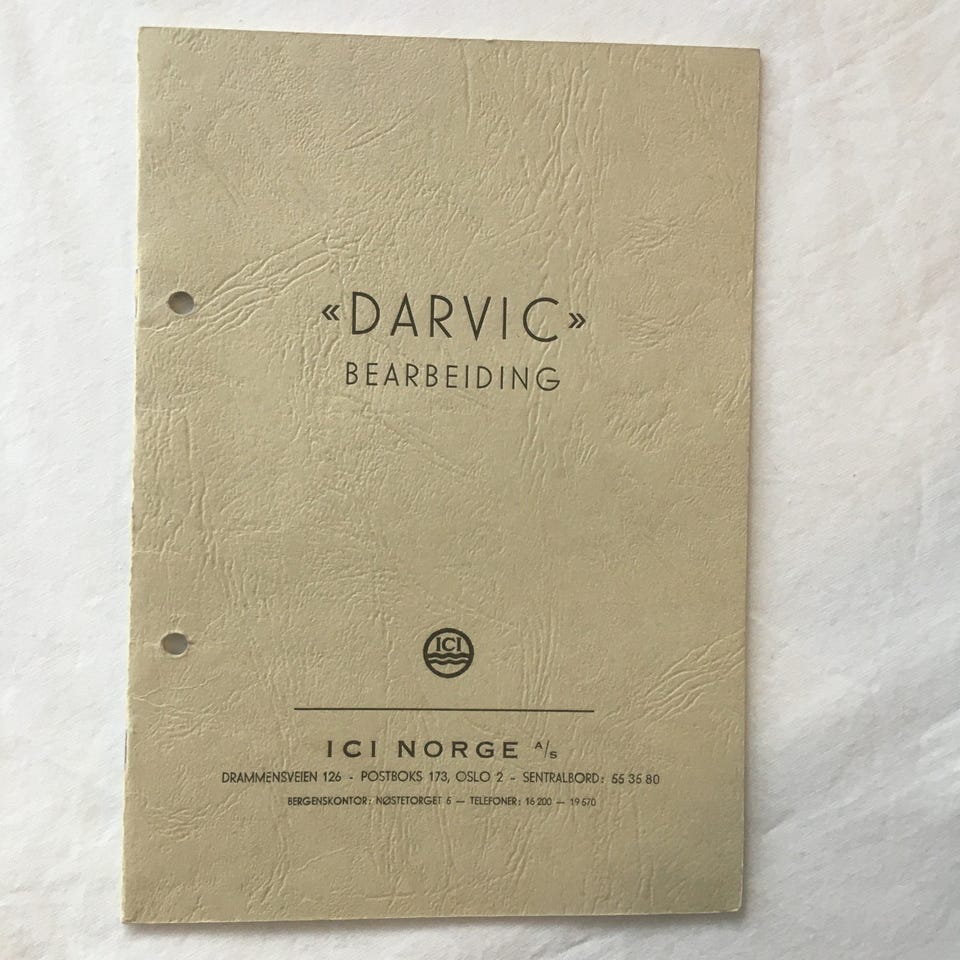 «DARVIC»
BEARBEIDING
ICI
ICI NORGE A/S
DRAMMENSVEIEN 126 - POSTBOKS 173, OSLO 2 - SENTRALBORD: 55 35 80
BERGENSKONTOR: NØSTETORGET 5 — TELEFONER: 16 200 — 19 570